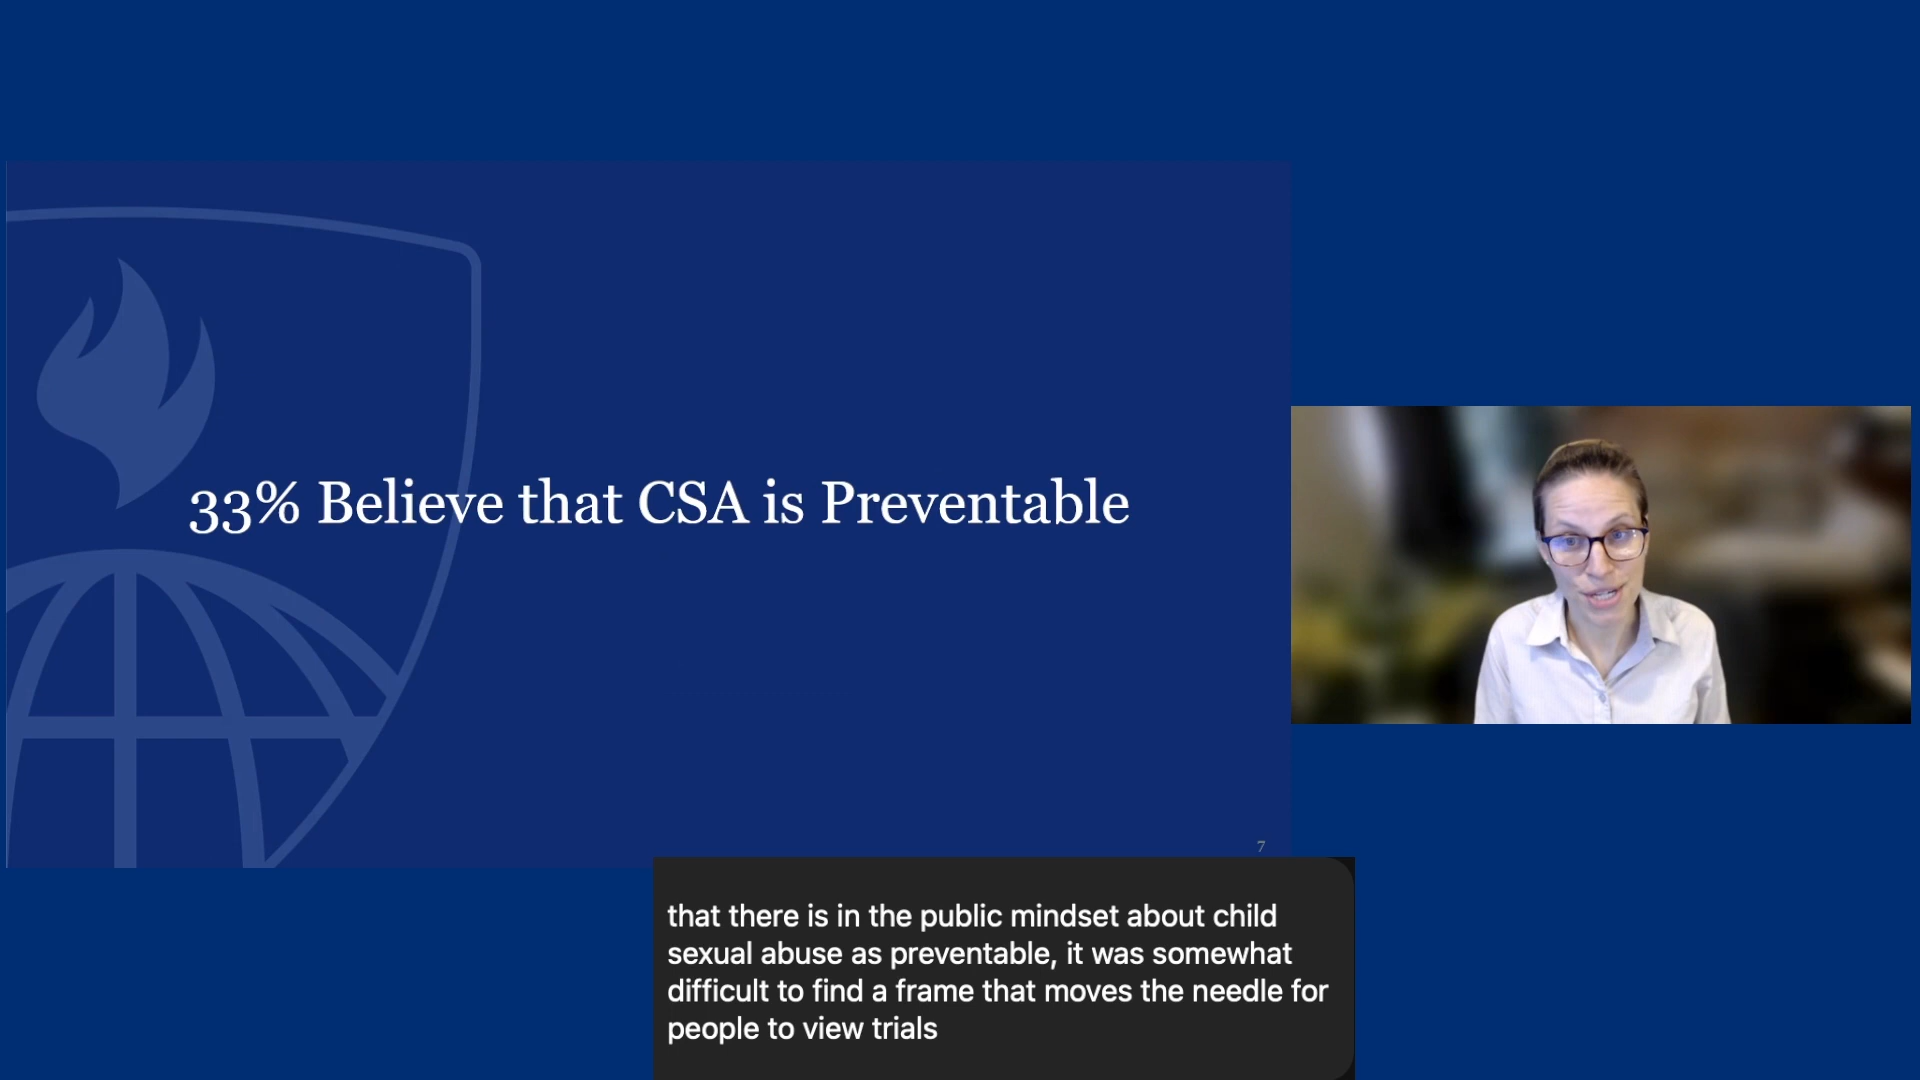 33% Believe that CSA is Preventable
7
that there is in the public mindset about child
sexual abuse as preventable, it was somewhat
difficult to find a frame that moves the needle for
people to view trials